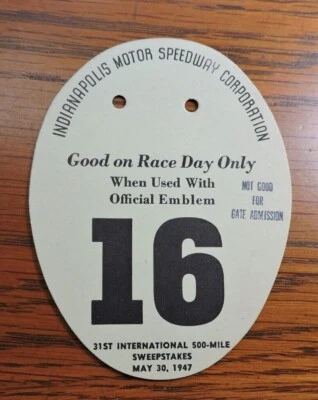 INDIANAPOLIS MOTOR SPEEDWAY CORPORATION
Good on Race Day Only
When Used With
Official Emblem
NOT GOOD
FOR
GATE ADMISSION
16
31ST INTERNATIONAL 500-MILE
SWEEPSTAKES
MAY 30, 1947